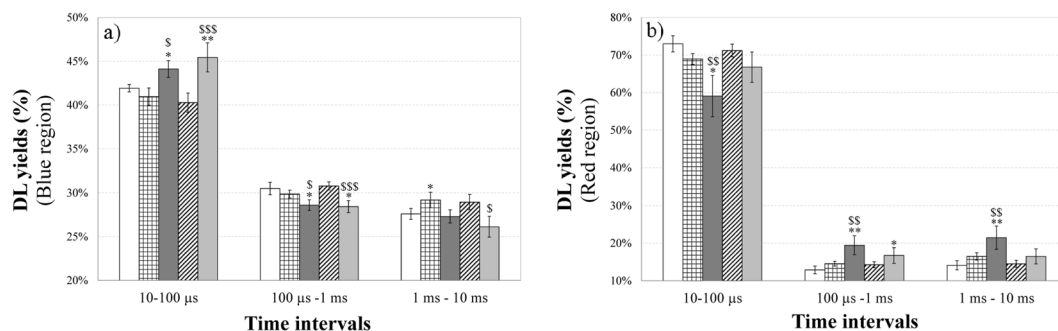 a)
DL yields (%)
(Blue region)
50%
45%
40%
35%
30%
25%
20%
$
*
$$$
**
$
*
$$$
*
*
$
10-100 µs
100 µs -1 ms
1 ms - 10 ms
Time intervals
b)
DL yields (%)
(Red region)
80%
70%
60%
50%
40%
30%
20%
10%
$$
*
$$
**
*
$$
**
10-100 µs
100 µs -1 ms
1 ms - 10 ms
Time intervals